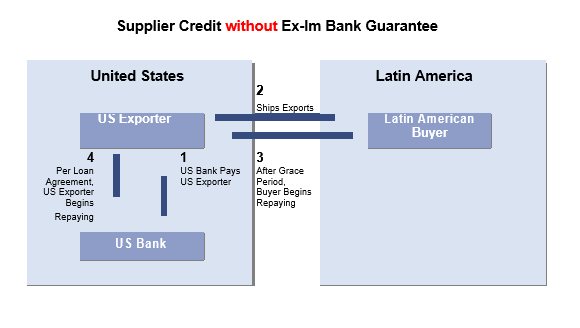 Supplier Credit without Ex-Im Bank Guarantee
United States
Latin America
2
Ships Exports
US Exporter
Latin American
Buyer
4
Per Loan
Agreement,
US Exporter
Begins
Repaying
1
US Bank Pays
US Exporter
3
After Grace
Period,
Buyer Begins
Repaying
US Bank